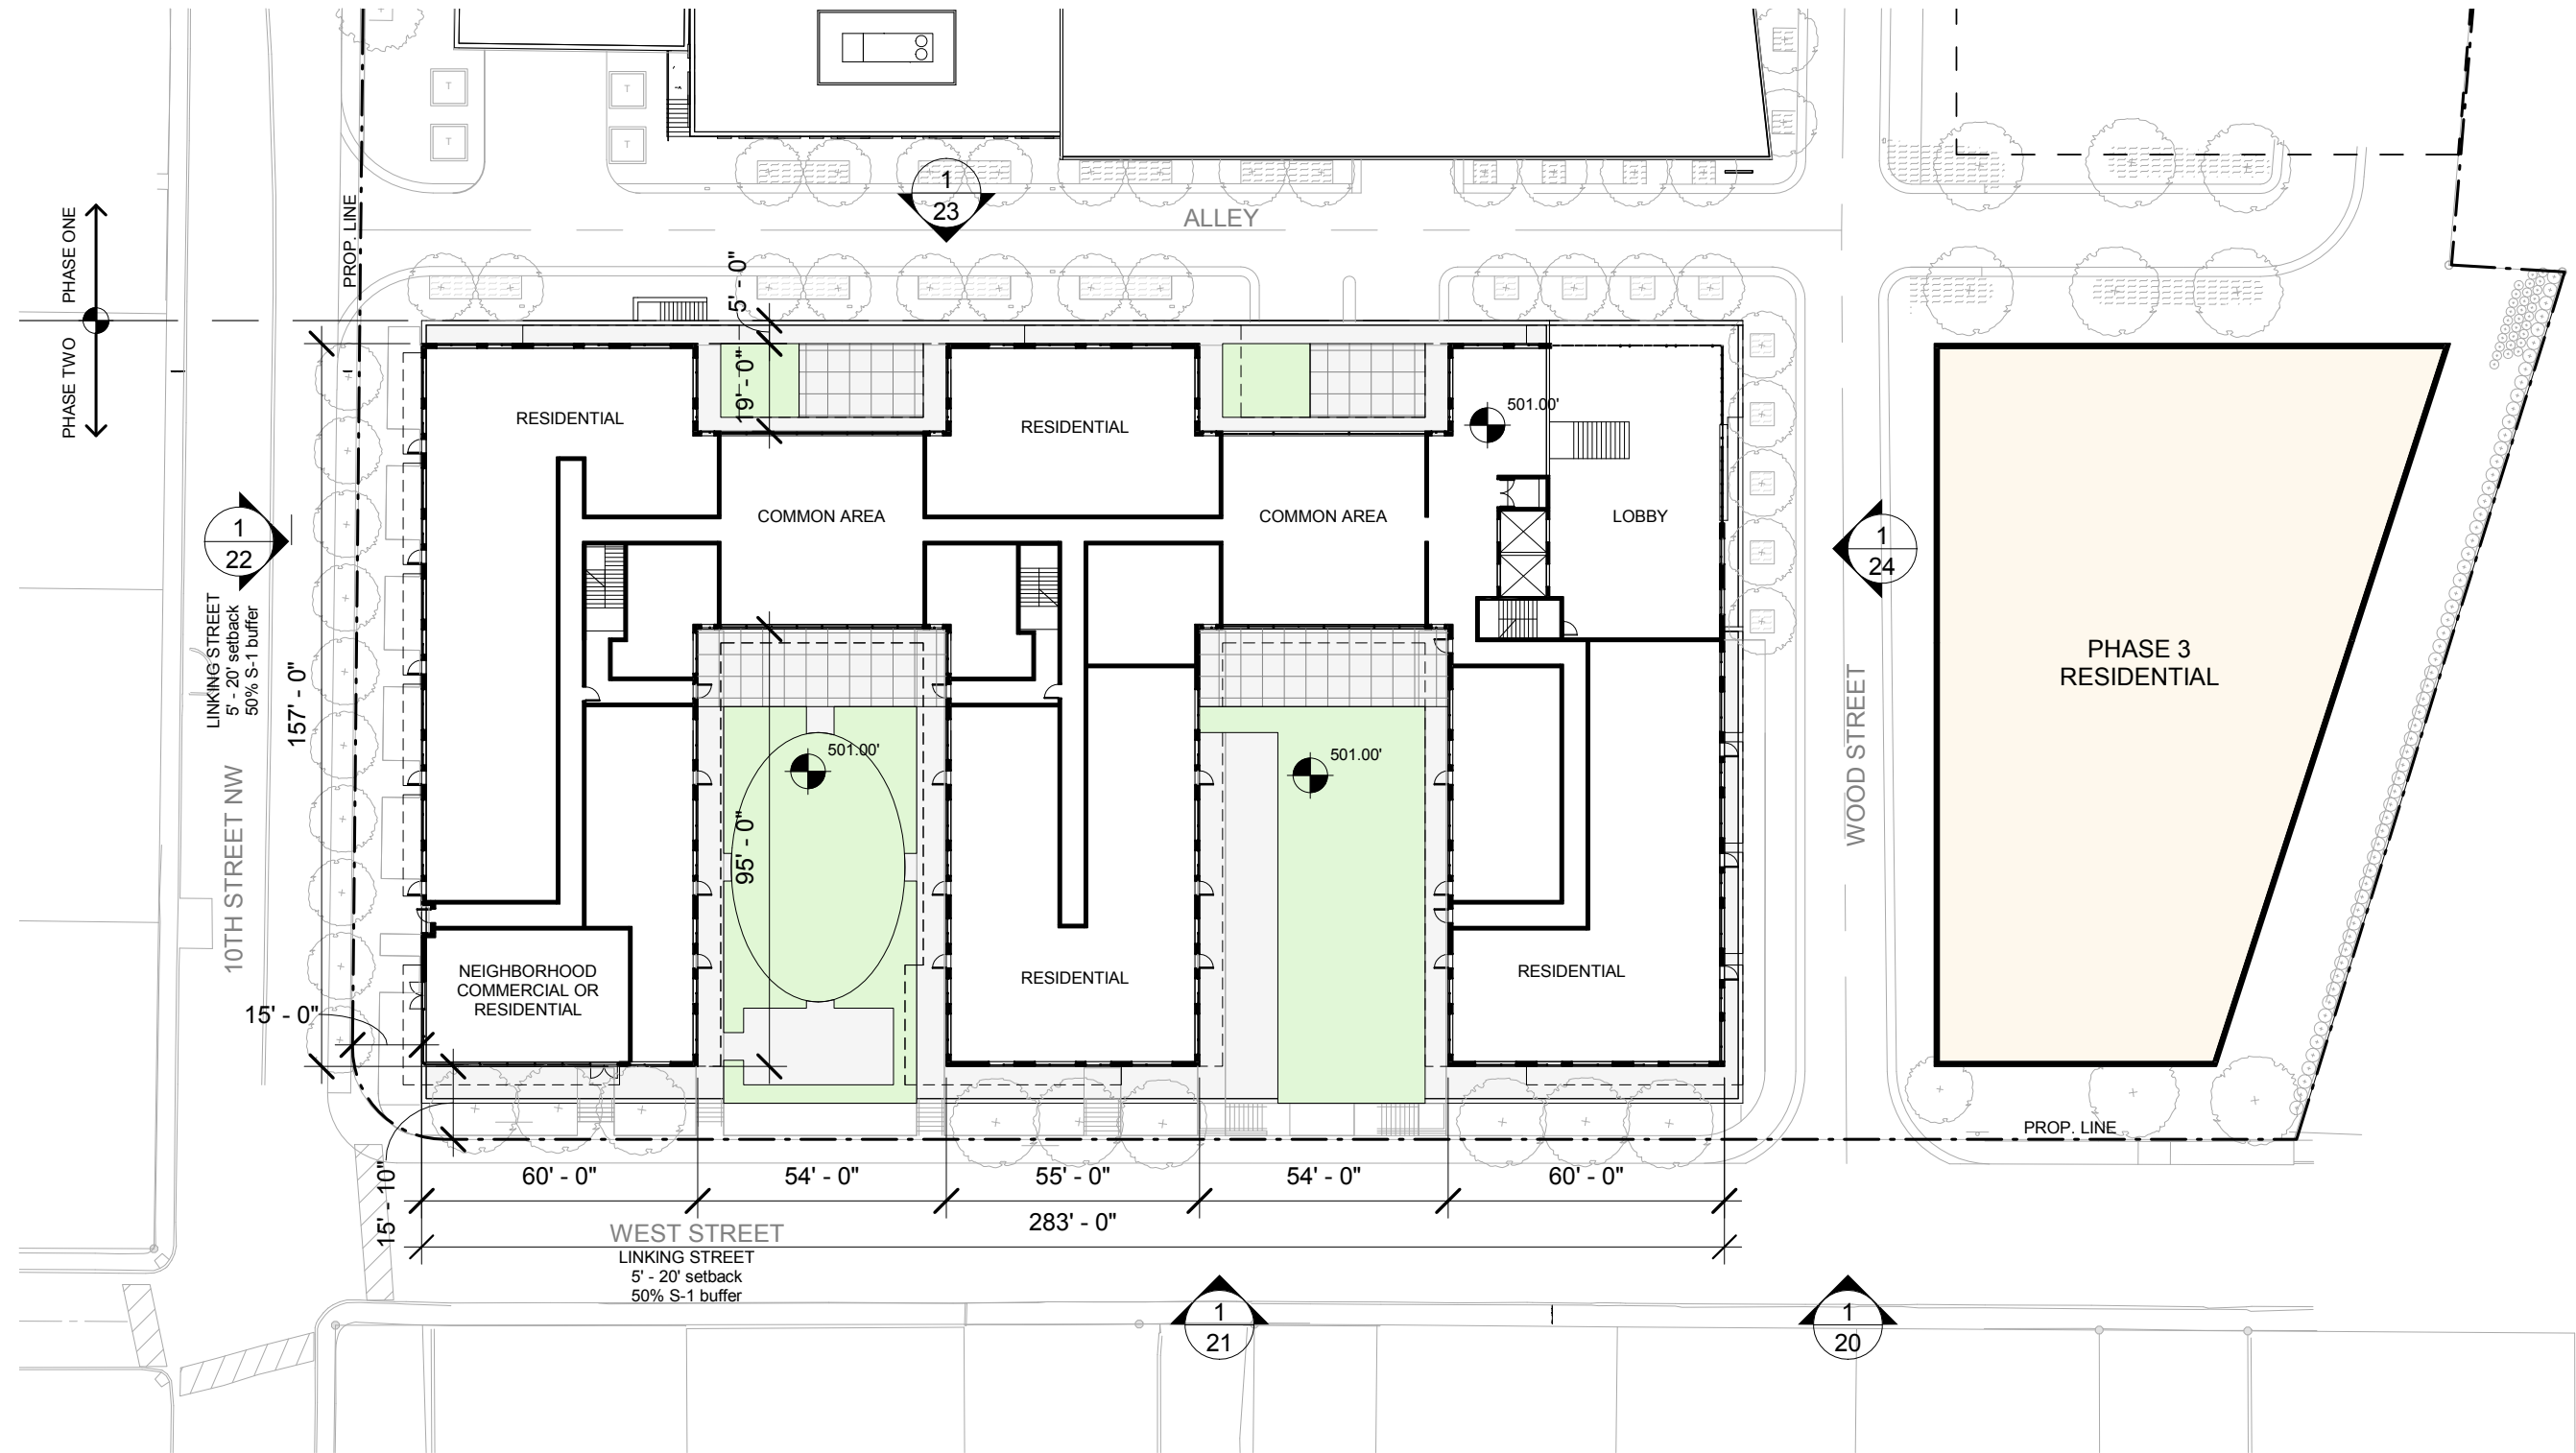 T
T
T
T
1
23
ALLEY
PHASE ONE
PHASE TWO
PROP. LINE
5' - 0"
19' - 0"
RESIDENTIAL
RESIDENTIAL
501.00'
COMMON AREA
COMMON AREA
LOBBY
1
22
1
24
LINKING STREET
5' - 20' setback
50% S-1 buffer
157' - 0"
10TH STREET NW
PHASE 3
RESIDENTIAL
WOOD STREET
501.00'
501.00'
95' - 0"
NEIGHBORHOOD
COMMERCIAL OR
RESIDENTIAL
RESIDENTIAL
RESIDENTIAL
15' - 0"
PROP. LINE
15' - 10"
60' - 0"
54' - 0"
55' - 0"
54' - 0"
60' - 0"
283' - 0"
WEST STREET
LINKING STREET
5' - 20' setback
50% S-1 buffer
1
21
1
20